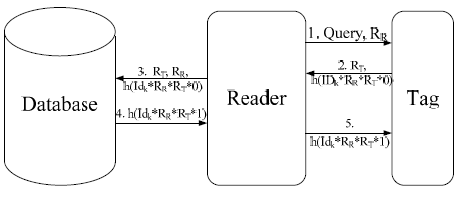 1. Query, R_R
2. R_T,
h(ID_k*R_R*R_T*0)
3. R_T, R_R,
h(Id_k*R_R*R_T*0)
Database
Reader
Tag
4. h(Id_k*R_R*R_T*1)
5.
h(Id_k*R_R*R_T*1)